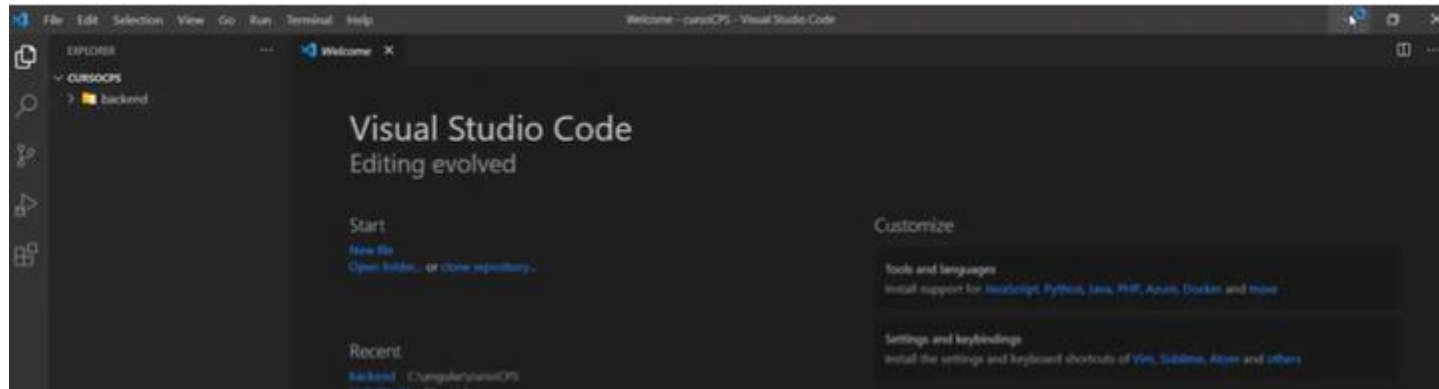 File Edit Selection View Go Run Terminal Help
Welcome - cursoCPS - Visual Studio Code
EXPLORER
Welcome
CURSOCPS
backend
Visual Studio Code
Editing evolved
Start
New file
Open folder... or clone repository...
Recent
backend
Customize
Tools and languages
Install support for JavaScript, Python, Java, PHP, Azure, Docker and more
Settings and keybindings
Install the settings and keyboard shortcuts of Vim, Sublime, Atom and others